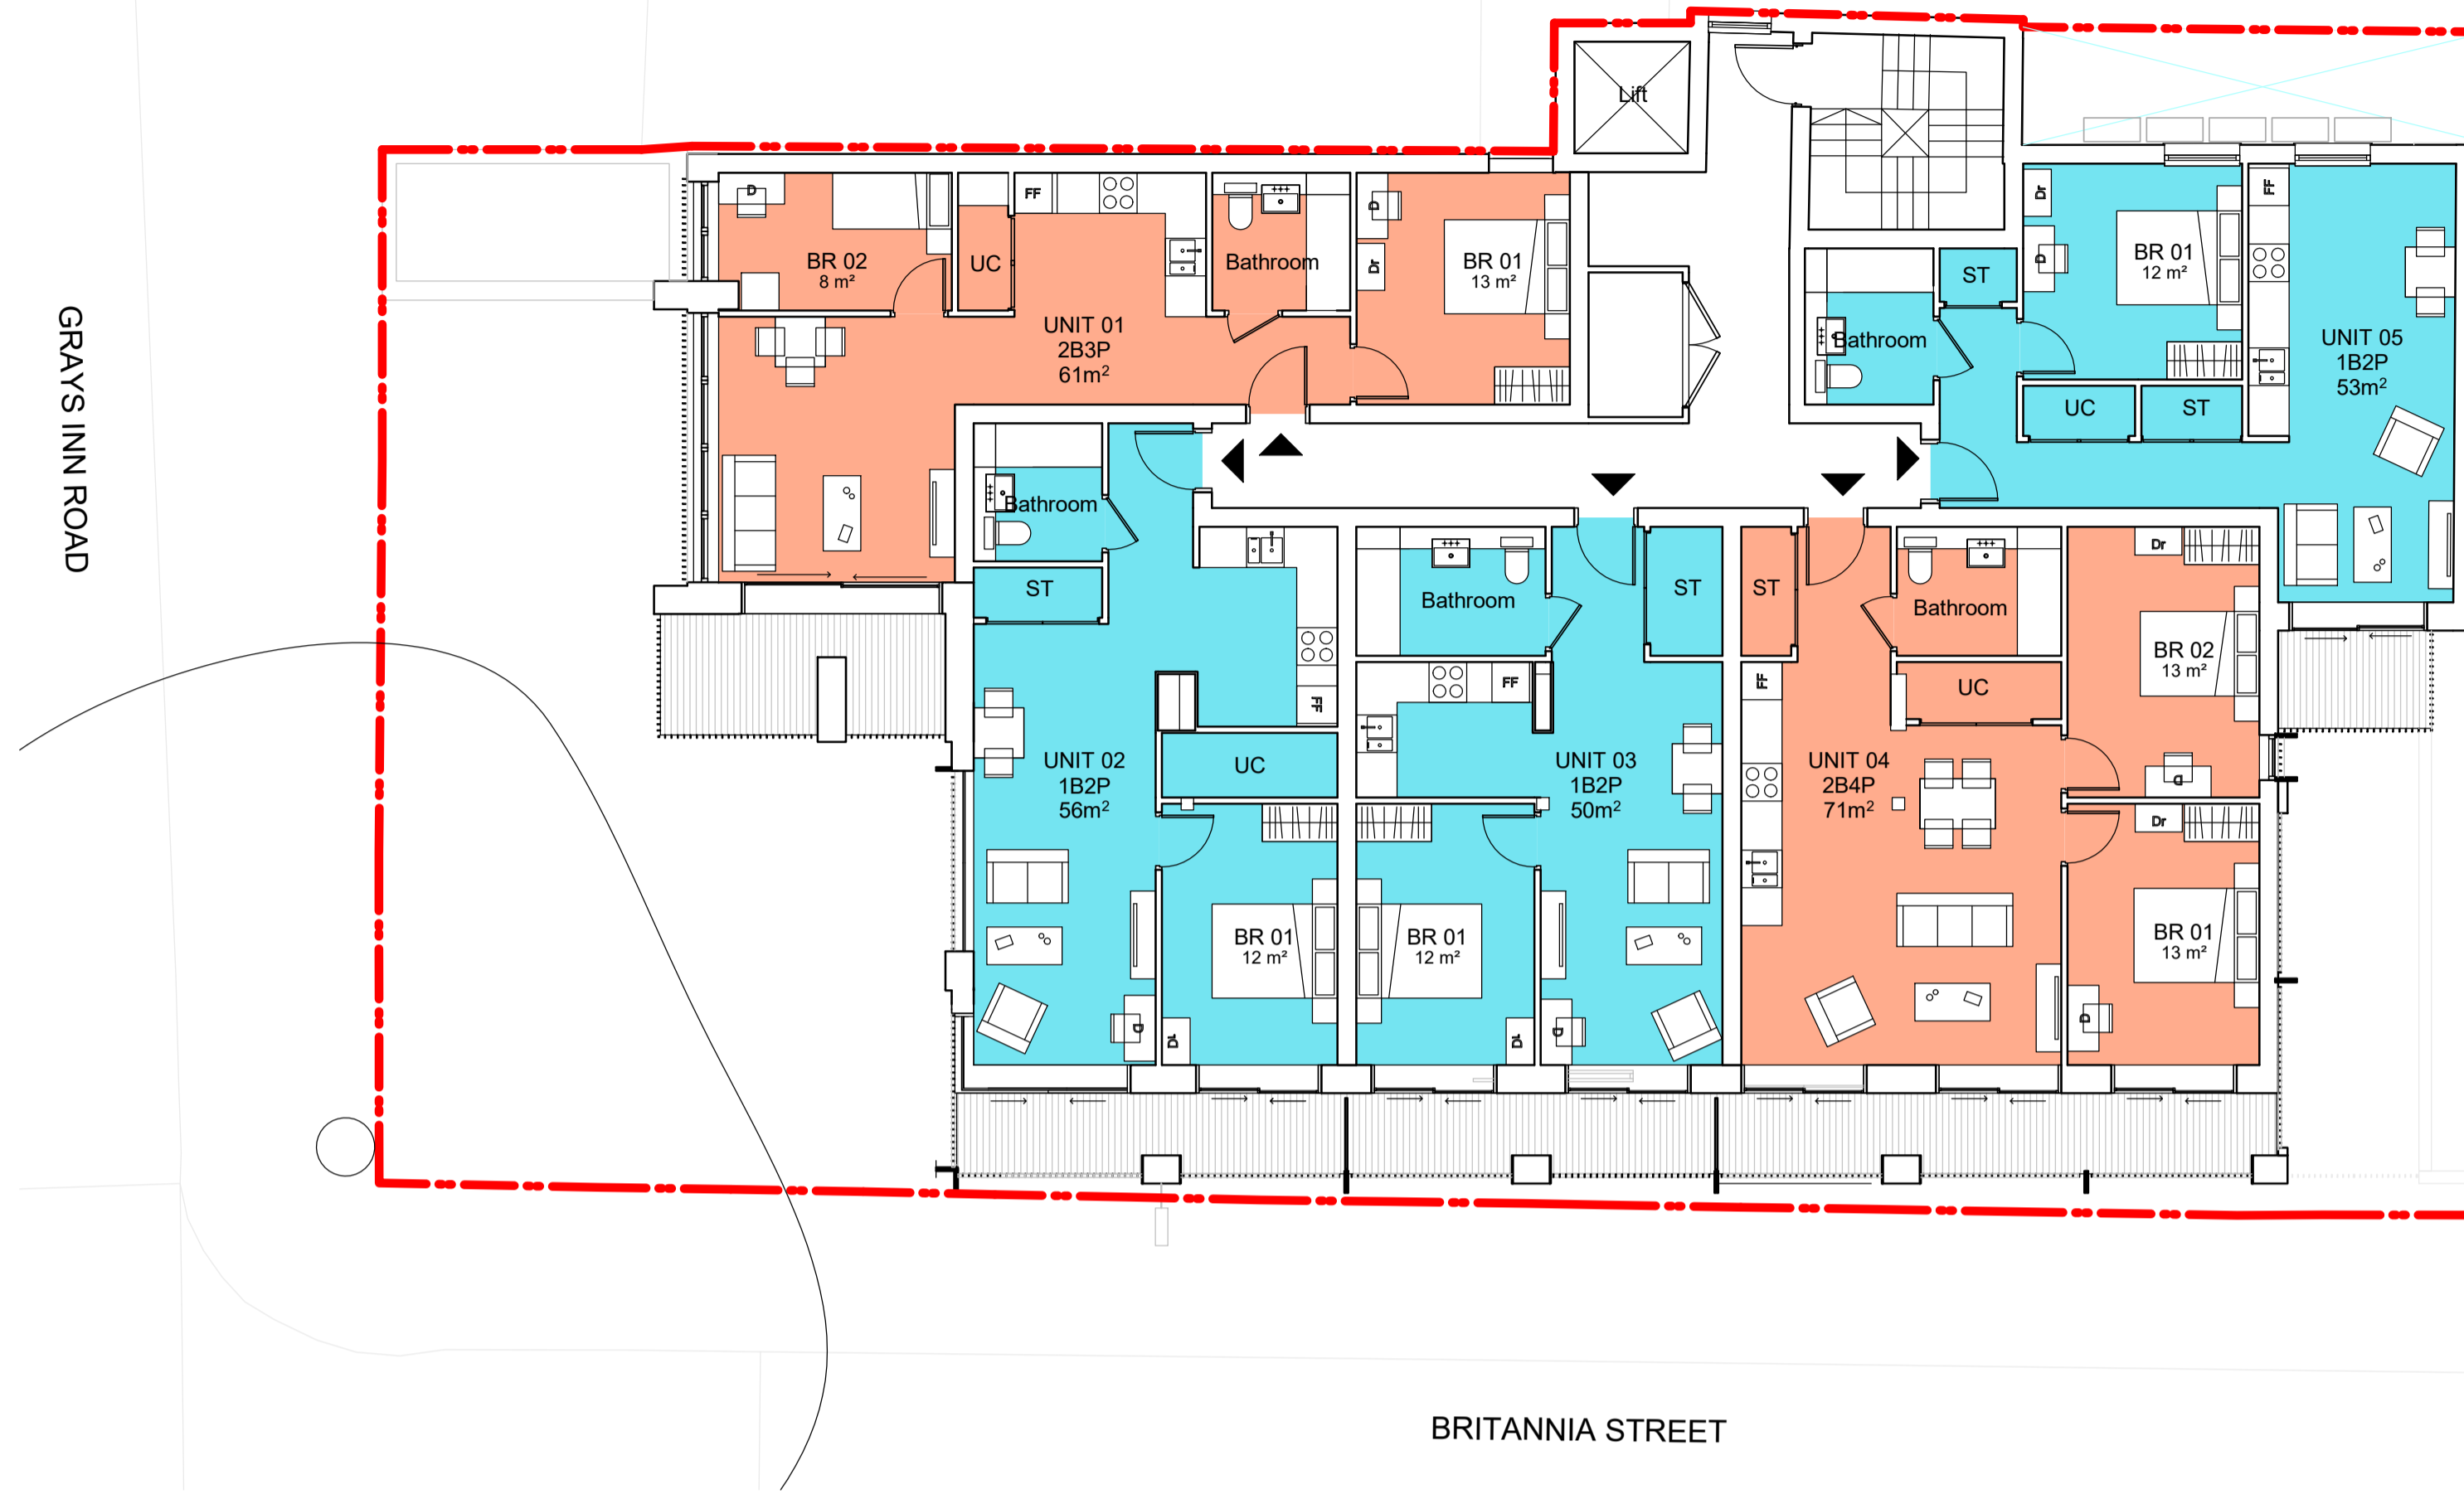 Lift
D
BR 02
8 m²
UC
FF
Bathroom
D
Dr
BR 01
13 m²
UNIT 01
2B3P
61m²
GRAYS INN ROAD
ST
Bathroom
Dr
D
BR 01
12 m²
UC
ST
FF
UNIT 05
1B2P
53m²
Bathroom
ST
FF
UC
UNIT 02
1B2P
56m²
BR 01
12 m²
D
Dr
Bathroom
ST
FF
UNIT 03
1B2P
50m²
BR 01
12 m²
Dr
D
ST
Bathroom
FF
UC
UNIT 04
2B4P
71m²
Dr
BR 02
13 m²
D
Dr
BR 01
13 m²
D
BRITANNIA STREET